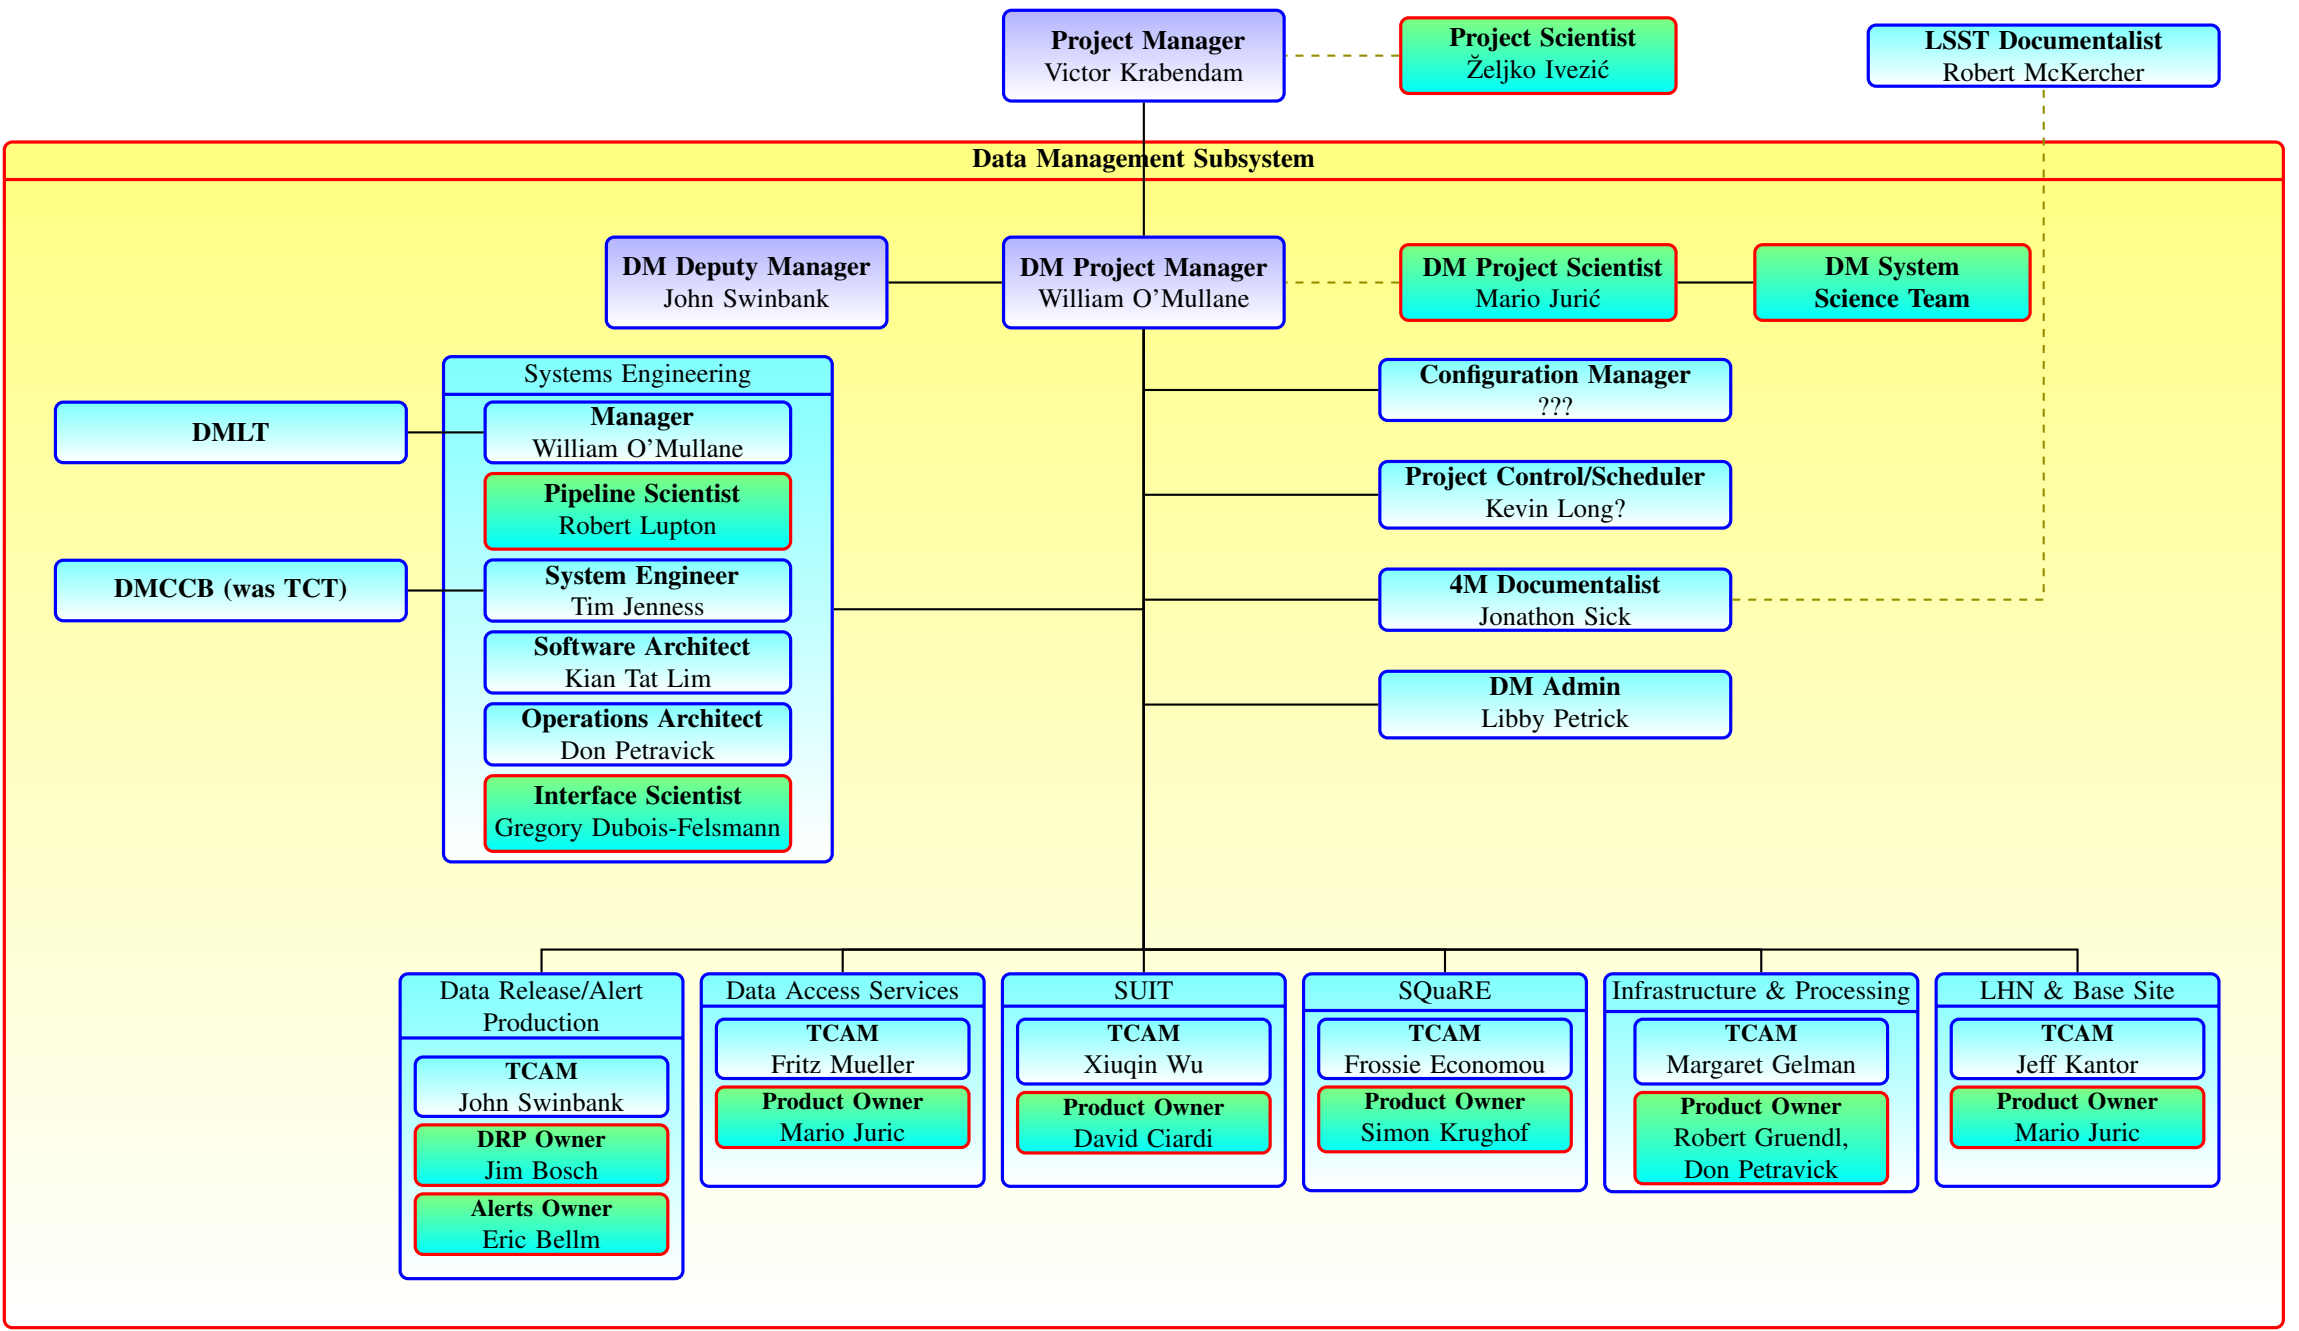 Project Manager
Victor Krabendam
Project Scientist
Željko Ivezić
LSST Documentalist
Robert McKercher
Data Management Subsystem
DM Deputy Manager
John Swinbank
DM Project Manager
William O'Mullane
DM Project Scientist
Mario Jurić
DM System
Science Team
Systems Engineering
DMLT
Manager
William O'Mullane
Pipeline Scientist
Robert Lupton
DMCCB (was TCT)
System Engineer
Tim Jenness
Software Architect
Kian Tat Lim
Operations Architect
Don Petravick
Interface Scientist
Gregory Dubois-Felsmann
Configuration Manager
???
Project Control/Scheduler
Kevin Long?
4M Documentalist
Jonathon Sick
DM Admin
Libby Petrick
Data Release/Alert
Production
TCAM
John Swinbank
DRP Owner
Jim Bosch
Alerts Owner
Eric Bellm
Data Access Services
TCAM
Fritz Mueller
Product Owner
Mario Juric
SUIT
TCAM
Xiuqin Wu
Product Owner
David Ciardi
SQuaRE
TCAM
Frossie Economou
Product Owner
Simon Krughof
Infrastructure & Processing
TCAM
Margaret Gelman
Product Owner
Robert Gruendl,
Don Petravick
LHN & Base Site
TCAM
Jeff Kantor
Product Owner
Mario Juric